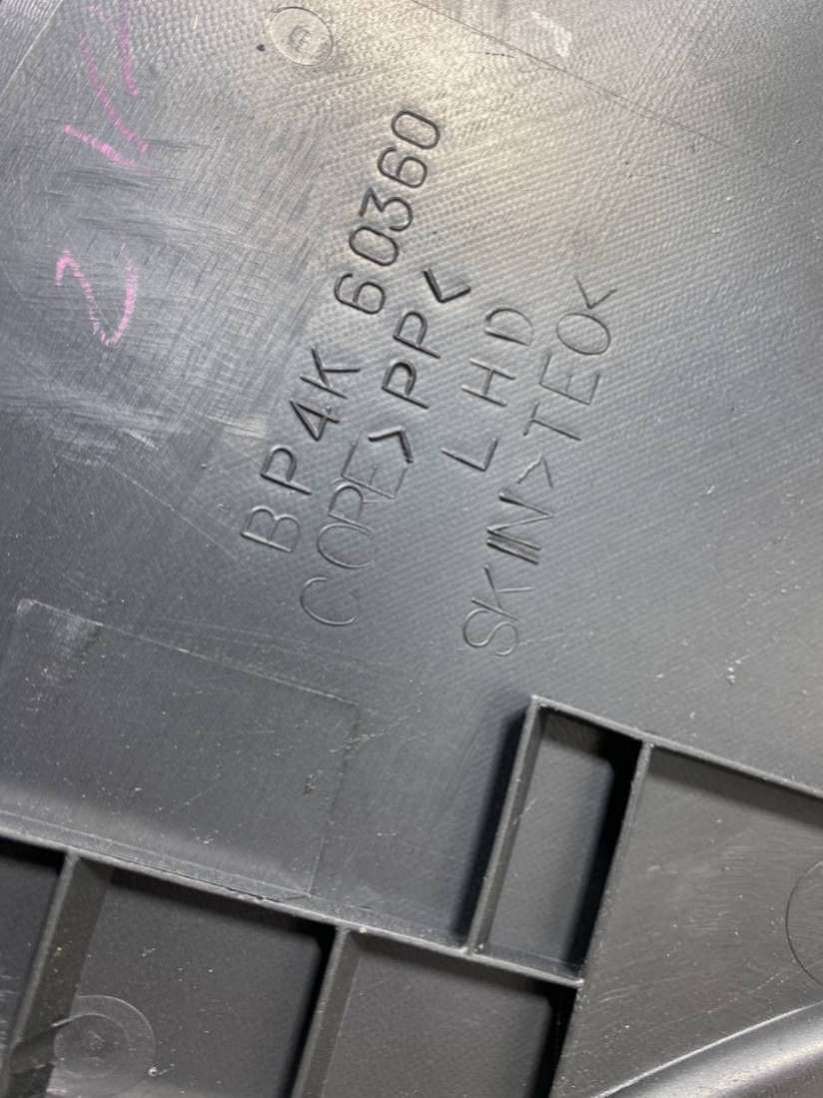 BP4K 60360
CORE>PP<
LHD
SKIN>TEO<